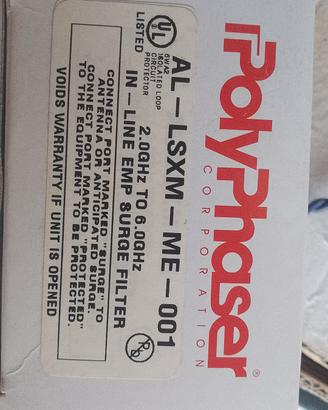 PolyPhaser®
CORPORATION
AL-LSXM-ME-001
UL®
LISTED
ISOLATED LOOP
CIRCUIT
PROTECTOR
2.0GHz TO 6.0GHz
IN-LINE EMP SURGE FILTER
CONNECT PORT MARKED "SURGE" TO
ANTENNA OR ANTICIPATED SURGE.
CONNECT PORT MARKED "PROTECTED"
TO THE EQUIPMENT TO BE PROTECTED.
VOIDS WARRANTY IF UNIT IS OPENED